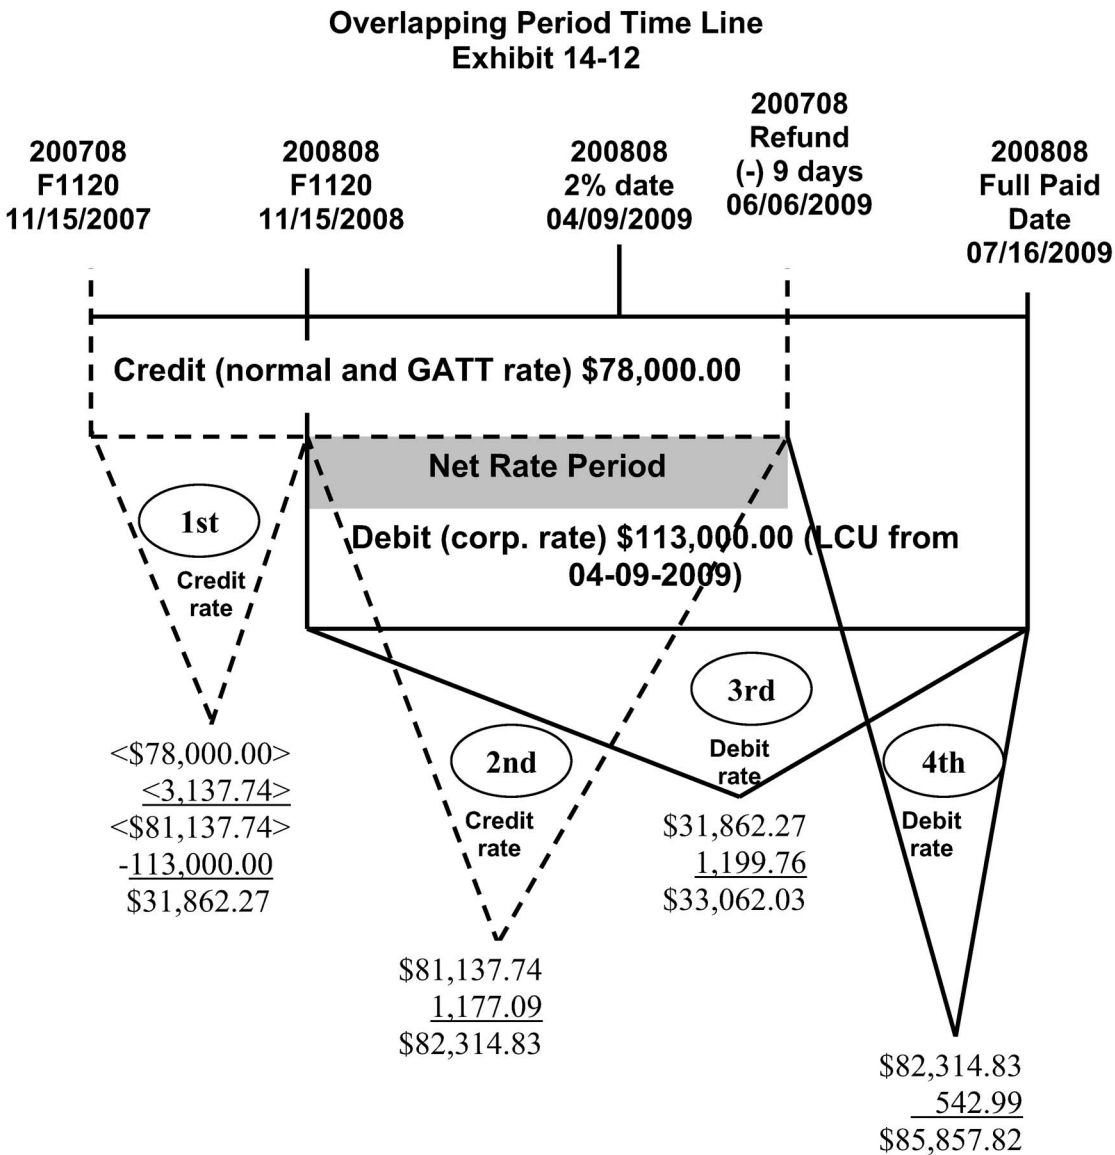 Overlapping Period Time Line
Exhibit 14-12
200708
F1120
11/15/2007
200808
F1120
11/15/2008
200808
2% date
04/09/2009
200708
Refund
(-) 9 days
06/06/2009
200808
Full Paid
Date
07/16/2009
Credit (normal and GATT rate) $78,000.00
Net Rate Period
Debit (corp. rate) $113,000.00 (LCU from
04-09-2009)
1st
Credit
rate
<$78,000.00>
<3,137.74>
<$81,137.74>
-113,000.00
$31,862.27
2nd
Credit
rate
$81,137.74
1,177.09
$82,314.83
3rd
Debit
rate
$31,862.27
1,199.76
$33,062.03
4th
Debit
rate
$82,314.83
542.99
$85,857.82